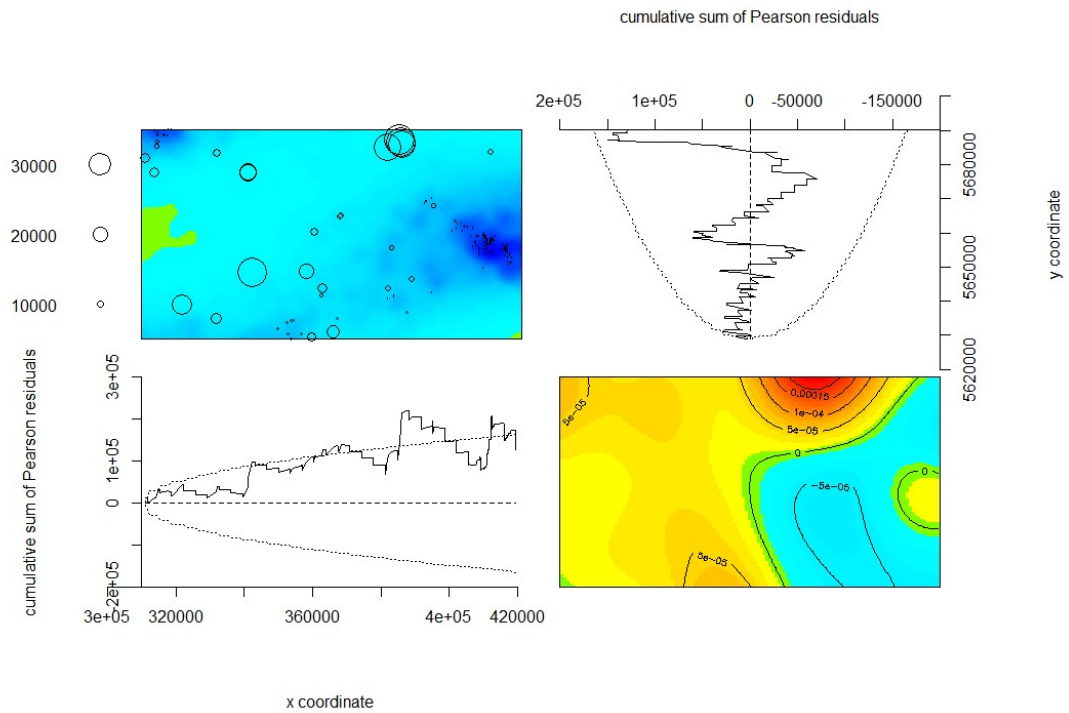 cumulative sum of Pearson residuals
2e+05 1e+05 0 -50000 -150000
5620000 5650000 5680000
y coordinate
30000
20000
10000
cumulative sum of Pearson residuals
-2e+05 0 1e+05 3e+05
3e+05 320000 360000 4e+05 420000
x coordinate
5e-05
0.00015
1e-04
5e-05
0
0
-5e-05
5e-05